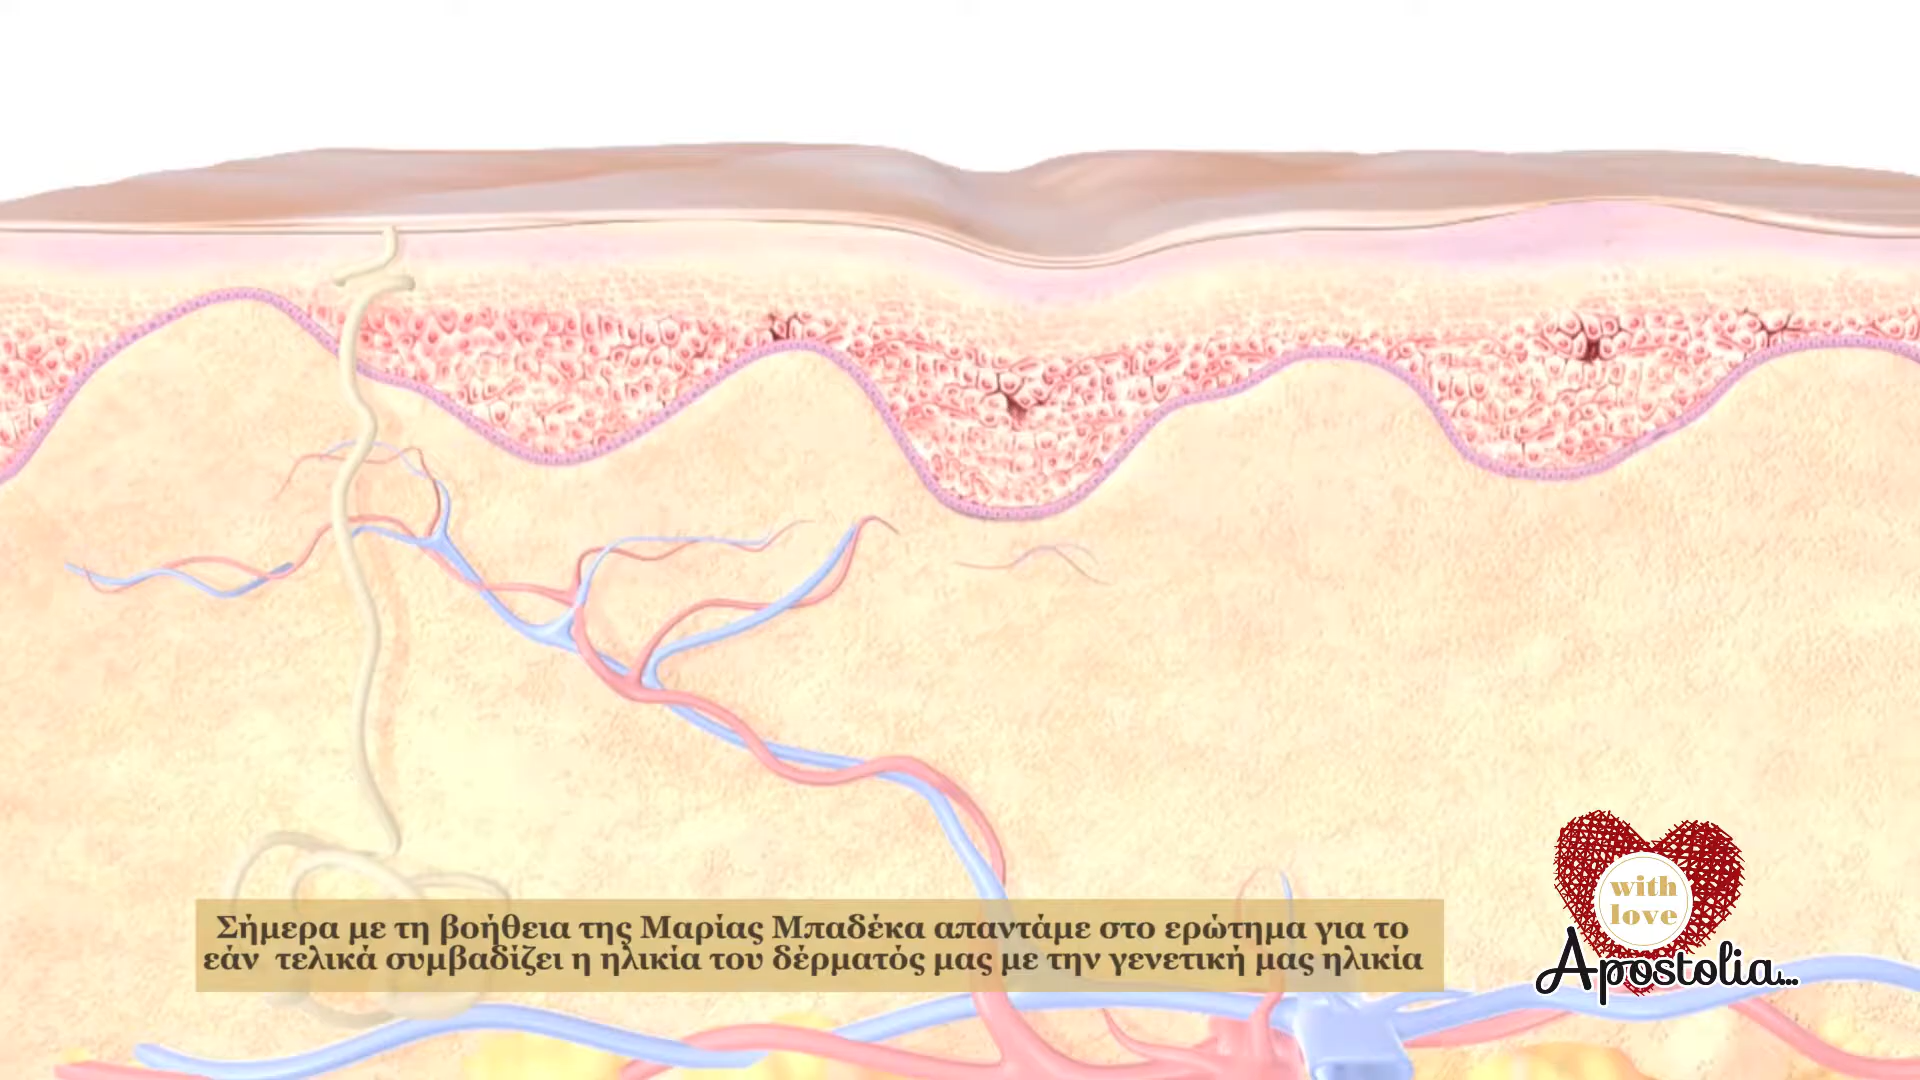 Σήμερα με τη βοήθεια της Μαρίας Μπαδέκα απαντάμε στο ερώτημα για το
εάν τελικά συμβαδίζει η ηλικία του δέρματός μας με την γενετική μας ηλικία
with
love
Apostolia...